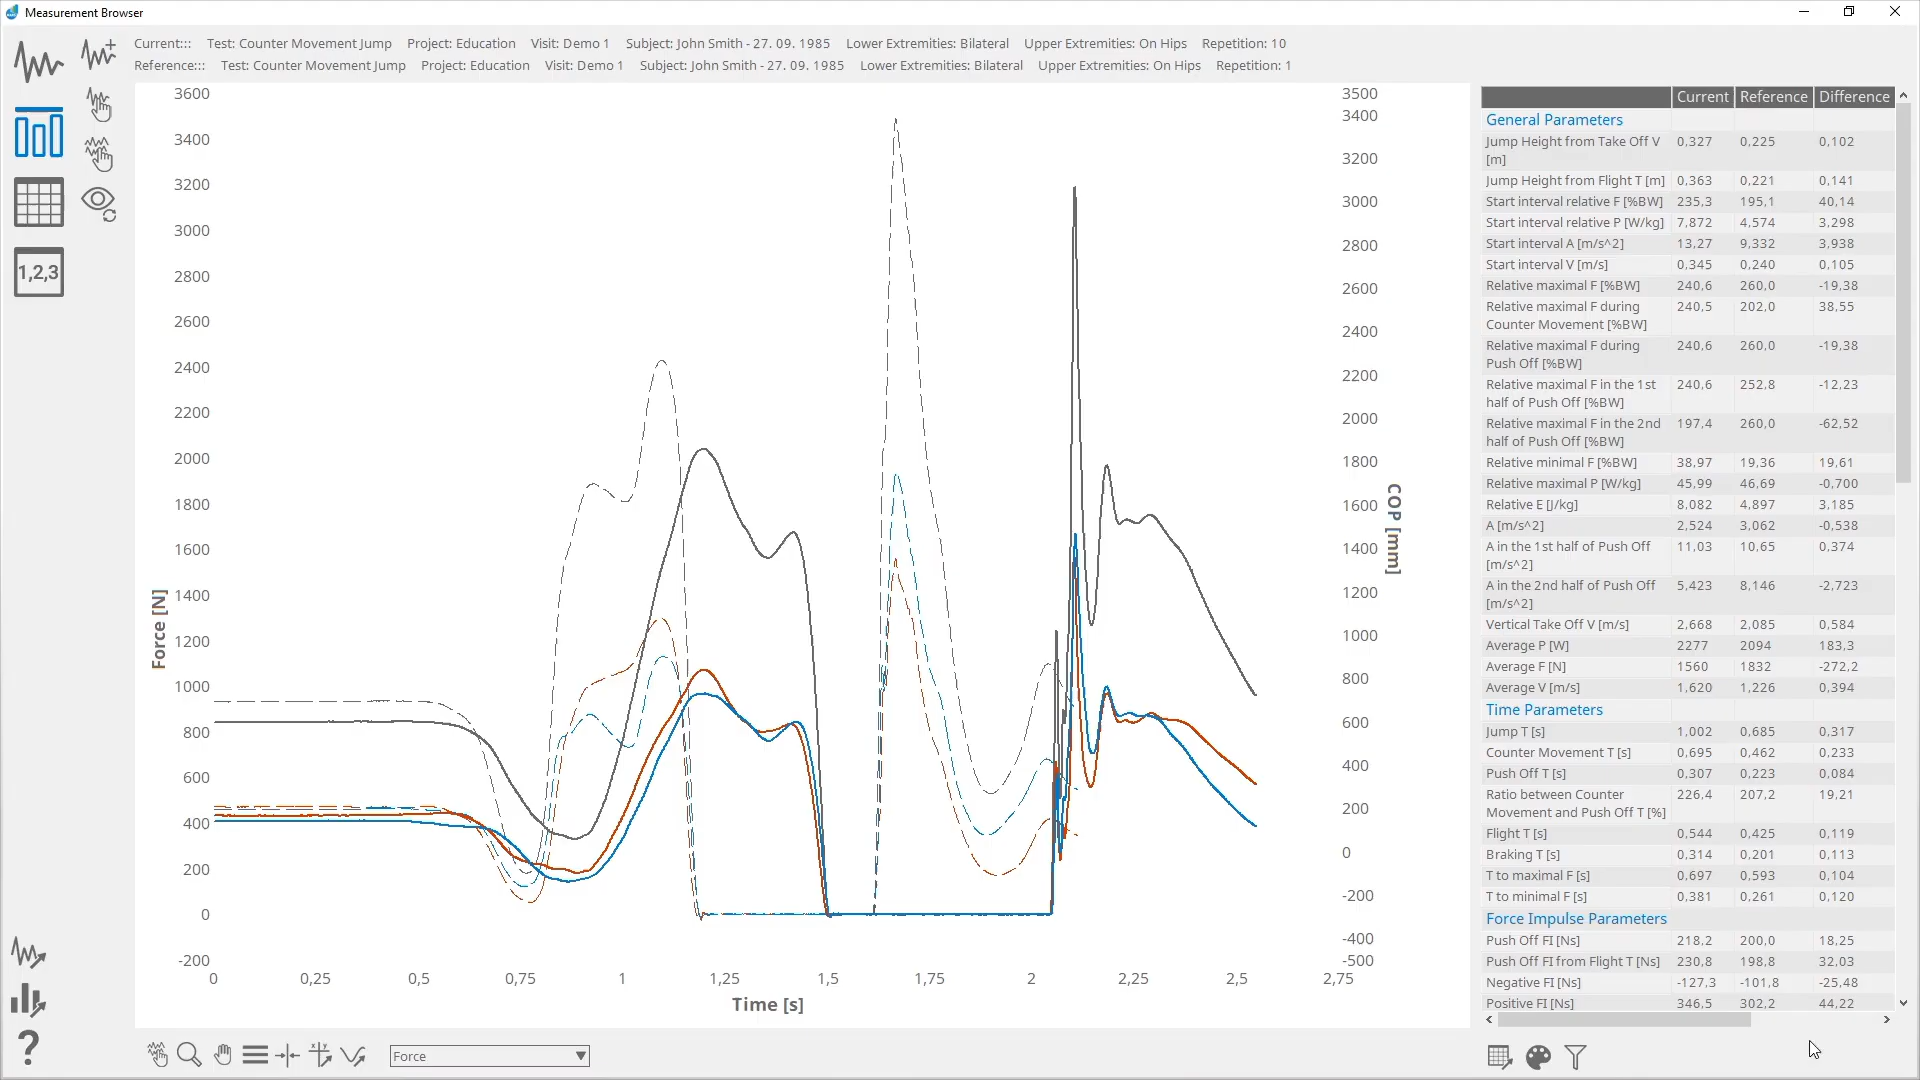 Measurement Browser
Current::: Test: Counter Movement Jump Project: Education Visit: Demo 1 Subject: John Smith - 27. 09. 1985 Lower Extremities: Bilateral Upper Extremities: On Hips Repetition: 10
Reference::: Test: Counter Movement Jump Project: Education Visit: Demo 1 Subject: John Smith - 27. 09. 1985 Lower Extremities: Bilateral Upper Extremities: On Hips Repetition: 1
1,2,3
?
Force [N]
3600
3400
3200
3000
2800
2600
2400
2200
2000
1800
1600
1400
1200
1000
800
600
400
200
0
-200
0 0,25 0,5 0,75 1 1,25 1,5 1,75 2 2,25 2,5 2,75
Time [s]
3500
3400
3200
3000
2800
2600
2400
2200
2000
1800
1600
1400
1200
1000
800
600
400
200
0
-200
-400
-500
COP [mm]
Force
Current Reference Difference
General Parameters
Jump Height from Take Off V 0,327 0,225 0,102
[m]
Jump Height from Flight T [m] 0,363 0,221 0,141
Start interval relative F [%BW] 235,3 195,1 40,14
Start interval relative P [W/kg] 7,872 4,574 3,298
Start interval A [m/s^2] 13,27 9,332 3,938
Start interval V [m/s] 0,345 0,240 0,105
Relative maximal F [%BW] 240,6 260,0 -19,38
Relative maximal F during 240,5 202,0 38,55
Counter Movement [%BW]
Relative maximal F during 240,6 260,0 -19,38
Push Off [%BW]
Relative maximal F in the 1st 240,6 252,8 -12,23
half of Push Off [%BW]
Relative maximal F in the 2nd 197,4 260,0 -62,52
half of Push Off [%BW]
Relative minimal F [%BW] 38,97 19,36 19,61
Relative maximal P [W/kg] 45,99 46,69 -0,700
Relative E [J/kg] 8,082 4,897 3,185
A [m/s^2] 2,524 3,062 -0,538
A in the 1st half of Push Off 11,03 10,65 0,374
[m/s^2]
A in the 2nd half of Push Off 5,423 8,146 -2,723
[m/s^2]
Vertical Take Off V [m/s] 2,668 2,085 0,584
Average P [W] 2277 2094 183,3
Average F [N] 1560 1832 -272,2
Average V [m/s] 1,620 1,226 0,394
Time Parameters
Jump T [s] 1,002 0,685 0,317
Counter Movement T [s] 0,695 0,462 0,233
Push Off T [s] 0,307 0,223 0,084
Ratio between Counter 226,4 207,2 19,21
Movement and Push Off T [%]
Flight T [s] 0,544 0,425 0,119
Braking T [s] 0,314 0,201 0,113
T to maximal F [s] 0,697 0,593 0,104
T to minimal F [s] 0,381 0,261 0,120
Force Impulse Parameters
Push Off FI [Ns] 218,2 200,0 18,25
Push Off FI from Flight T [Ns] 230,8 198,8 32,03
Negative FI [Ns] -127,3 -101,8 -25,48
Positive FI [Ns] 346,5 302,2 44,22